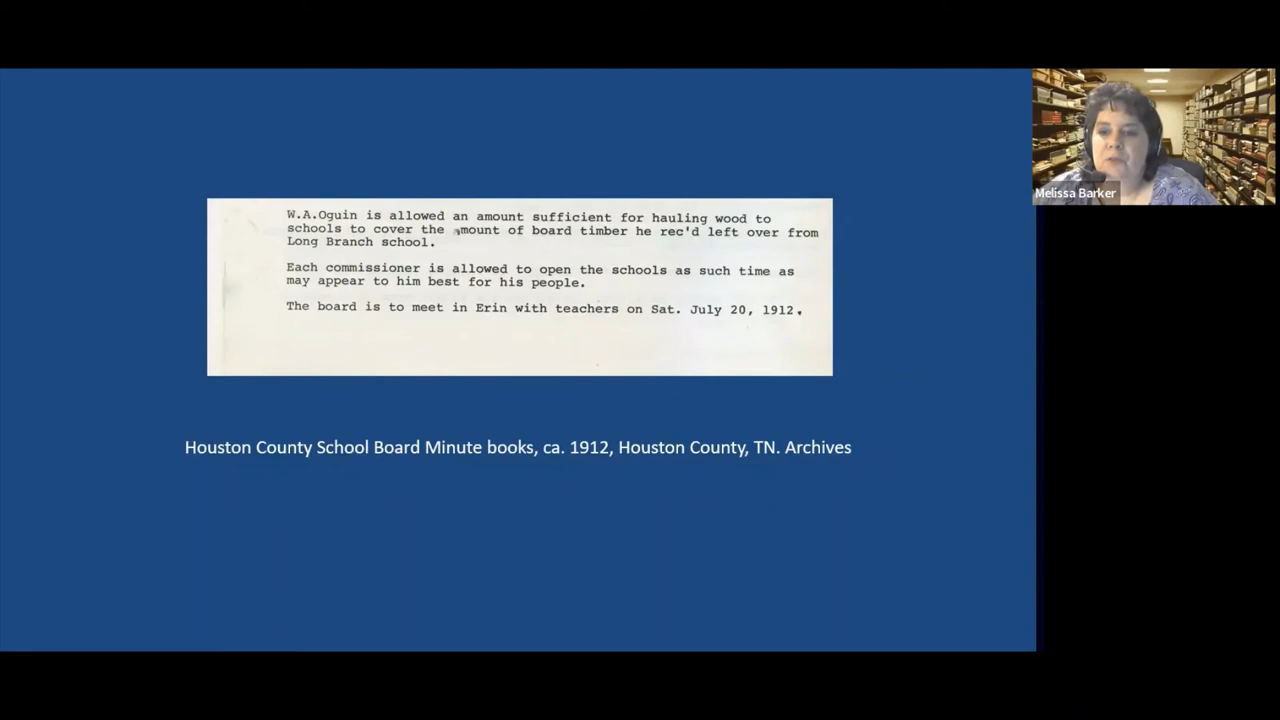 W.A.Oguin is allowed an amount sufficient for hauling wood to
schools to cover the amount of board timber he rec'd left over from
Long Branch school.
Each commissioner is allowed to open the schools as such time as
may appear to him best for his people.
The board is to meet in Erin with teachers on Sat. July 20, 1912.
Houston County School Board Minute books, ca. 1912, Houston County, TN. Archives
Melissa Barker